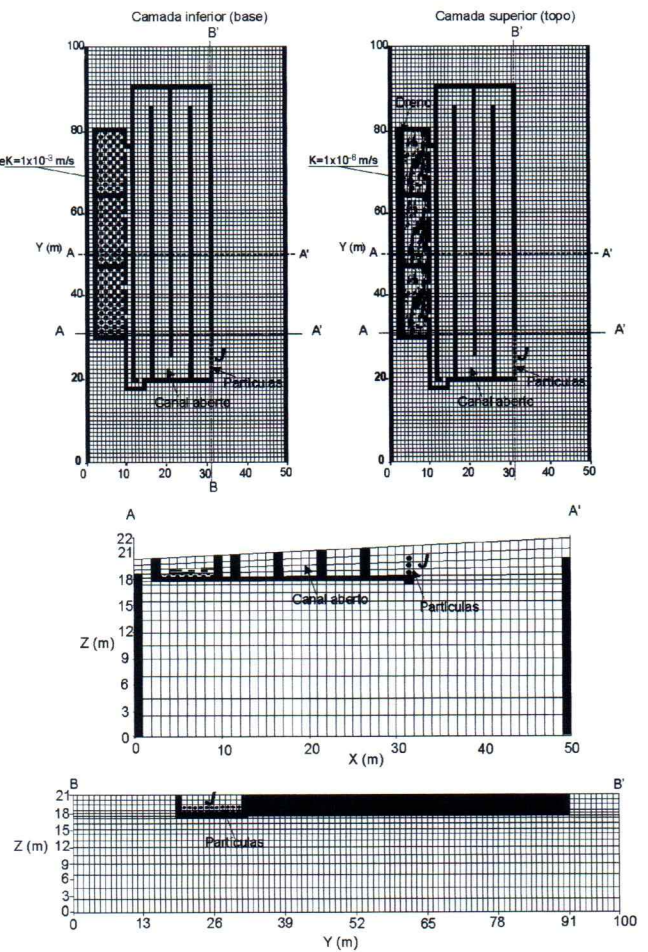 Camada inferior (base)
B'
100
80
eK=1x10⁻³ m/s
60
Y (m)
A
A'
40
A
A'
J
20
Partículas
Canal aberto
0
0 10 20 30 40 50
B
Camada superior (topo)
B'
100
Dreno
80
K=1x10⁻⁸ m/s
60
Y (m)
A
A'
40
A
A'
J
20
Partículas
Canal aberto
0
0 10 20 30 40 50
A
A'
22
21
18
15
12
Z (m)
9
6
3
0
J
Canal aberto
Partículas
0 10 20 30 40 50
X (m)
B
B'
21
18
15
Z (m) 12
9
6
3
0
J
Partículas
0 13 26 39 52 65 78 91 100
Y (m)